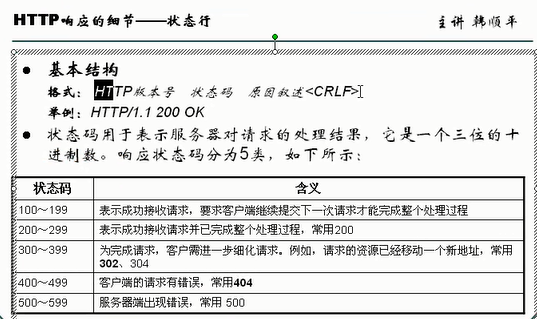 HTTP响应的细节——状态行
主讲 韩顺平
● 基本结构
格式： HTTP版本号 状态码 原因叙述<CRLF>
举例：HTTP/1.1 200 OK
● 状态码用于表示服务器对请求的处理结果，它是一个三位的十
进制数。响应状态码分为5类，如下所示：
状态码 含义
100～199 表示成功接收请求，要求客户端继续提交下一次请求才能完成整个处理过程
200～299 表示成功接收请求并已完成整个处理过程，常用200
300～399 为完成请求，客户需进一步细化请求。例如，请求的资源已经移动一个新地址，常用
302、304
400～499 客户端的请求有错误，常用404
500～599 服务器端出现错误，常用 500